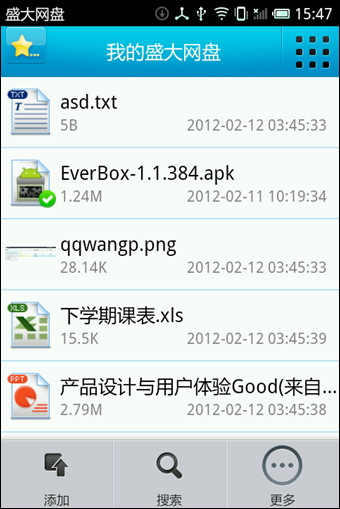 盛大网盘 15:47
我的盛大网盘
TXT
asd.txt
5B 2012-02-12 03:45:33
EverBox-1.1.384.apk
1.24M 2012-02-11 10:19:34
qqwangp.png
28.14K 2012-02-12 03:45:33
XLS
下学期课表.xls
15.5K 2012-02-12 03:45:39
PPT
产品设计与用户体验Good(来自...
2.79M 2012-02-12 03:45:38
添加 搜索 更多